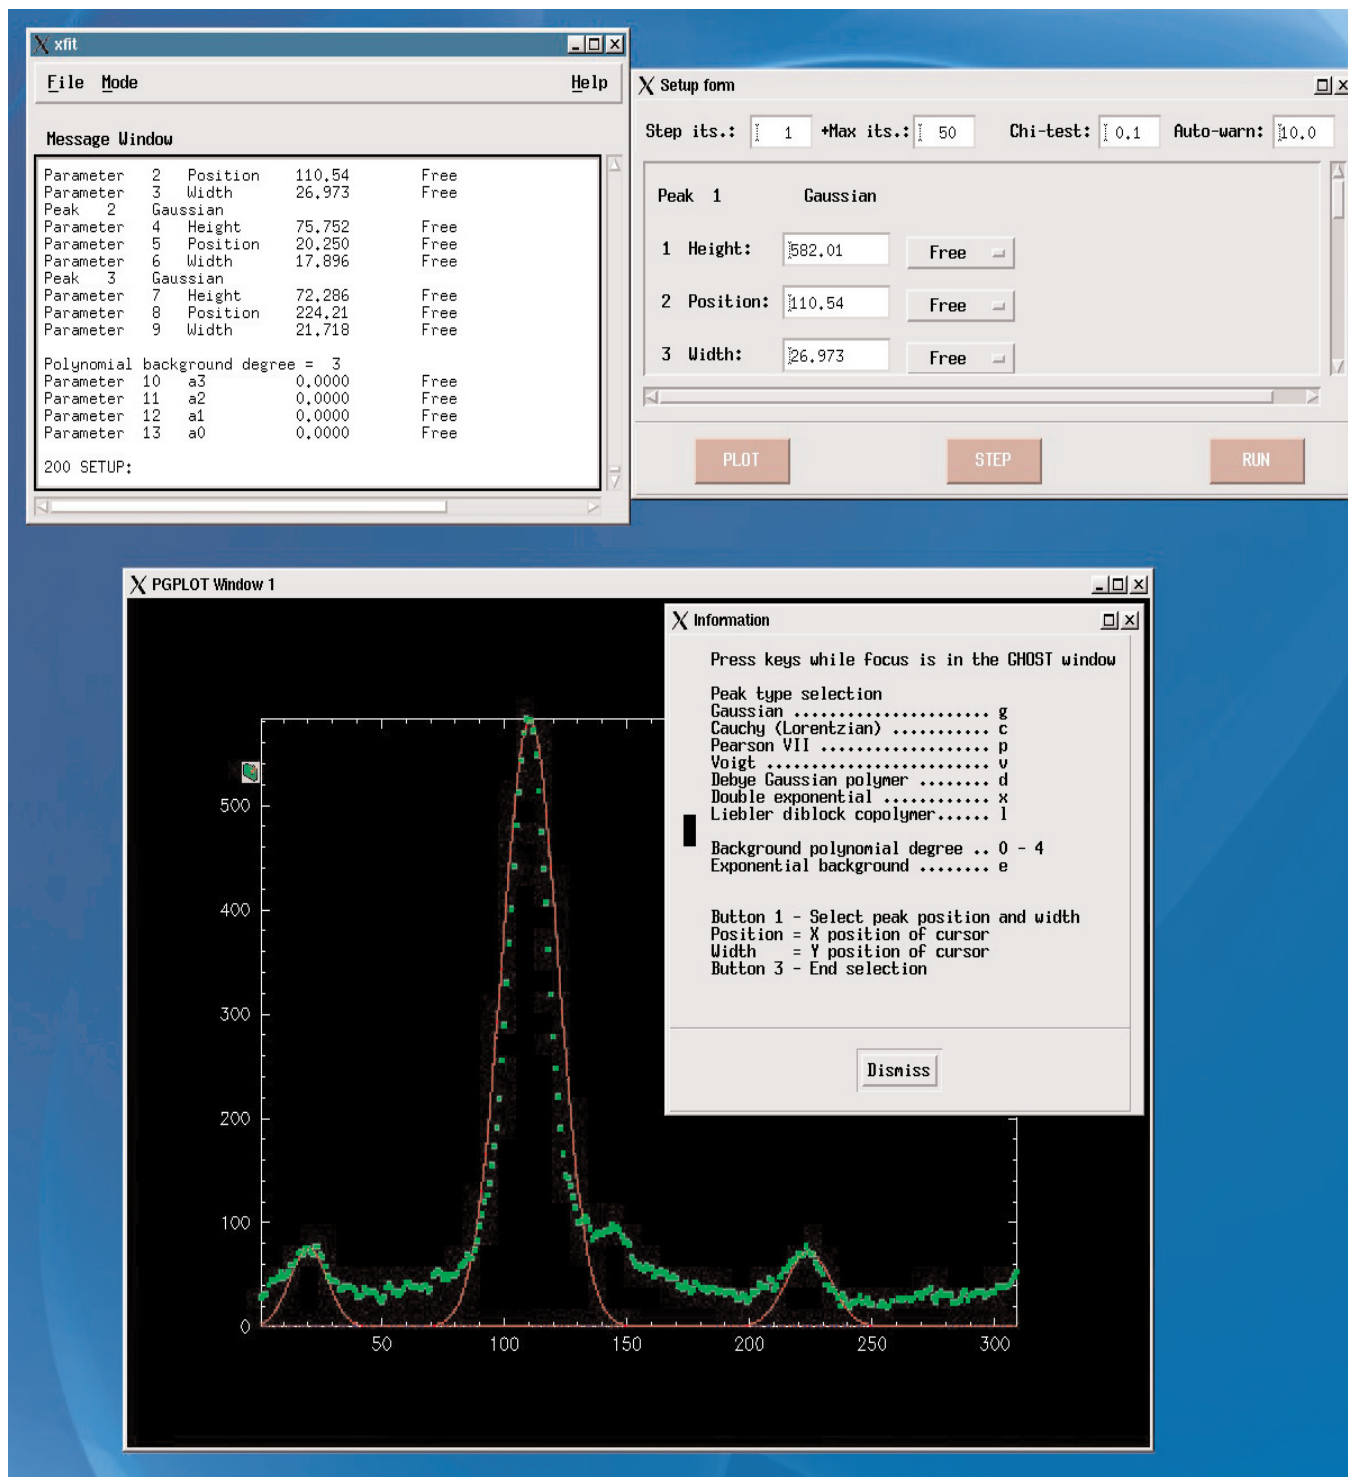 xfit
File Mode Help
Message Window
Parameter 2 Position 110.54 Free
Parameter 3 Width 26.973 Free
Peak 2 Gaussian
Parameter 4 Height 75.752 Free
Parameter 5 Position 20.250 Free
Parameter 6 Width 17.896 Free
Peak 3 Gaussian
Parameter 7 Height 72.286 Free
Parameter 8 Position 224.21 Free
Parameter 9 Width 21.718 Free
Polynomial background degree = 3
Parameter 10 a3 0.0000 Free
Parameter 11 a2 0.0000 Free
Parameter 12 a1 0.0000 Free
Parameter 13 a0 0.0000 Free
200 SETUP:
Setup form
Step its.: 1 +Max its.: 50 Chi-test: 0.1 Auto-warn: 10.0
Peak 1 Gaussian
1 Height: 582.01 Free
2 Position: 110.54 Free
3 Width: 26.973 Free
PLOT STEP RUN
PGPLOT Window 1
500
400
300
200
100
0
50 100 150 200 250 300
Information
Press keys while focus is in the GHOST window
Peak type selection
Gaussian ...................... g
Cauchy (Lorentzian) ........... c
Pearson VII ................... p
Voigt ......................... v
Debye Gaussian polymer ........ d
Double exponential ............ x
Liebler diblock copolymer...... l
Background polynomial degree .. 0 - 4
Exponential background ........ e
Button 1 - Select peak position and width
Position = X position of cursor
Width = Y position of cursor
Button 3 - End selection
Dismiss